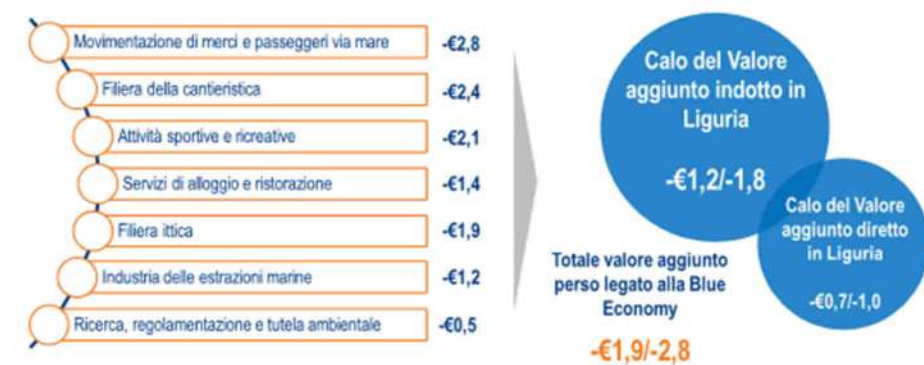 Movimentazione di merci e passeggeri via mare -€2,8
Filiera della cantieristica -€2,4
Attività sportive e ricreative -€2,1
Servizi di alloggio e ristorazione -€1,4
Filiera ittica -€1,9
Industria delle estrazioni marine -€1,2
Ricerca, regolamentazione e tutela ambientale -€0,5
Calo del Valore
aggiunto indotto in
Liguria
-€1,2/-1,8
Calo del Valore
aggiunto diretto
in Liguria
-€0,7/-1,0
Totale valore aggiunto
perso legato alla Blue
Economy
-€1,9/-2,8